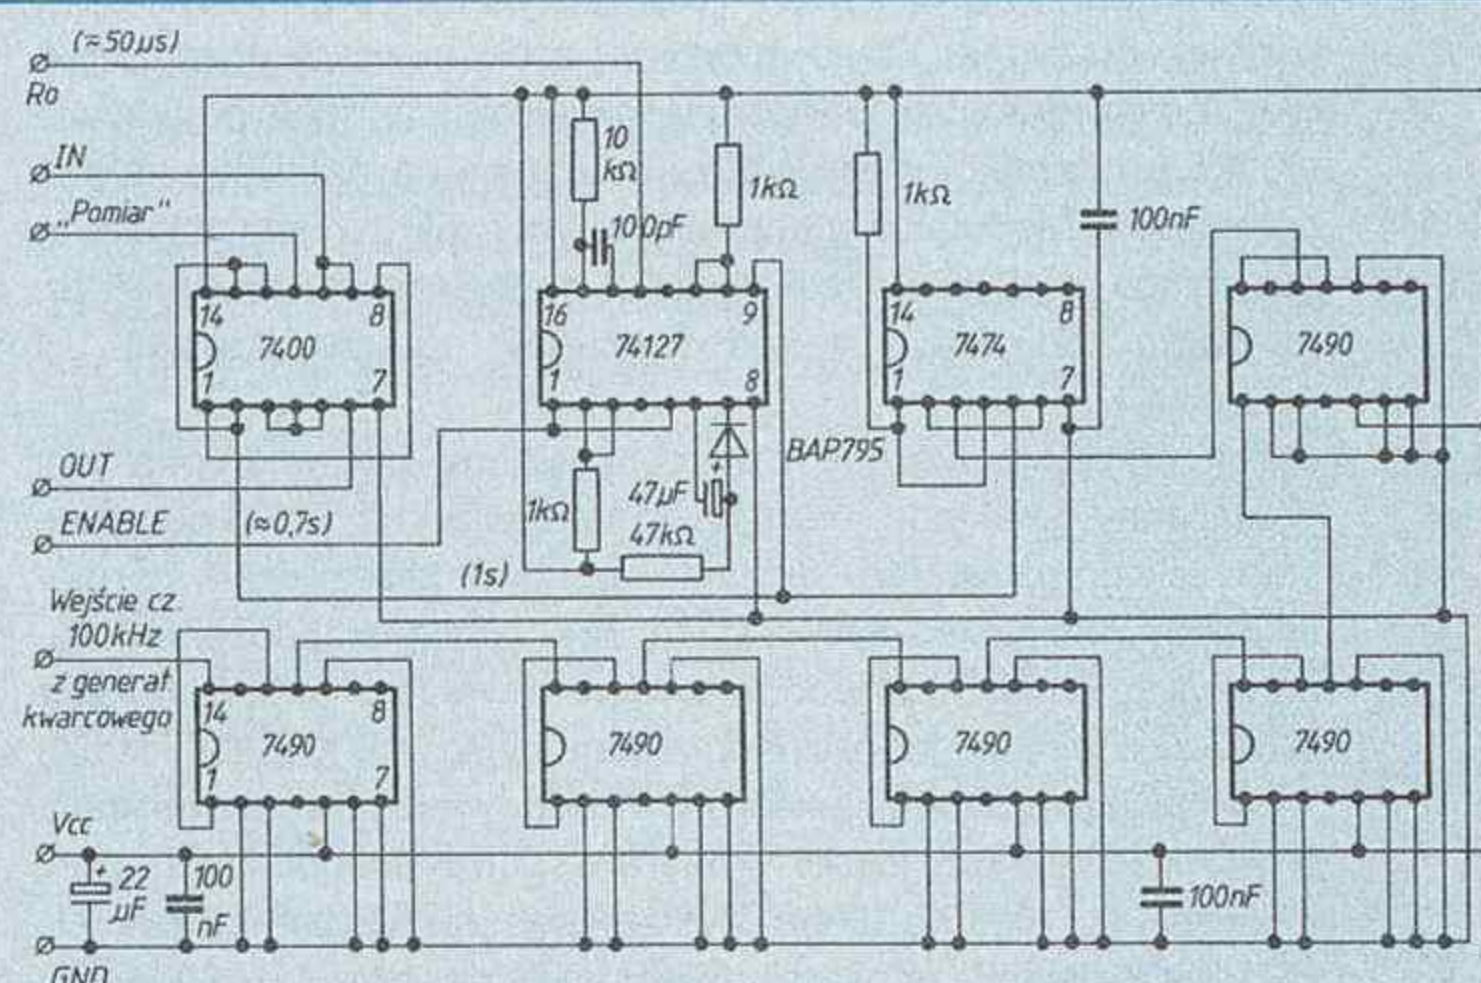 (≈50µs)
Ro
IN
„Pomiar“
OUT
ENABLE
(≈0,7s)
10
kΩ
100pF
1kΩ
1kΩ
100nF
14
8
7400
1
7
16
9
74127
1
8
14
8
7474
1
7
7490
BAP795
1kΩ
47µF
+
47kΩ
(1s)
Wejście cz.
100kHz
z generat.
kwarcowego
14
8
7490
1
7
7490
7490
7490
Vcc
+
22
µF
100
nF
100nF
GND